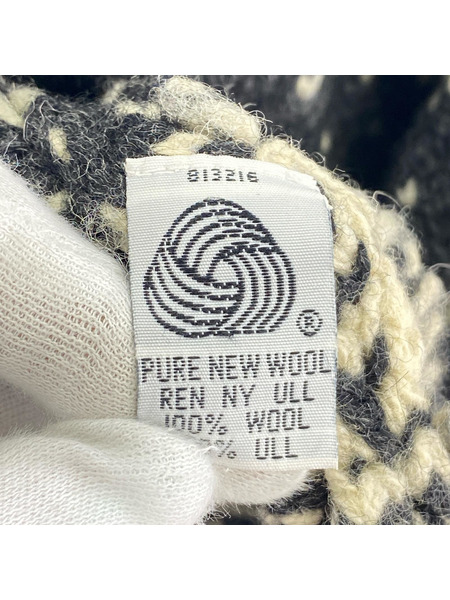 813216
®
PURE NEW WOOL
REN NY ULL
100% WOOL
% ULL